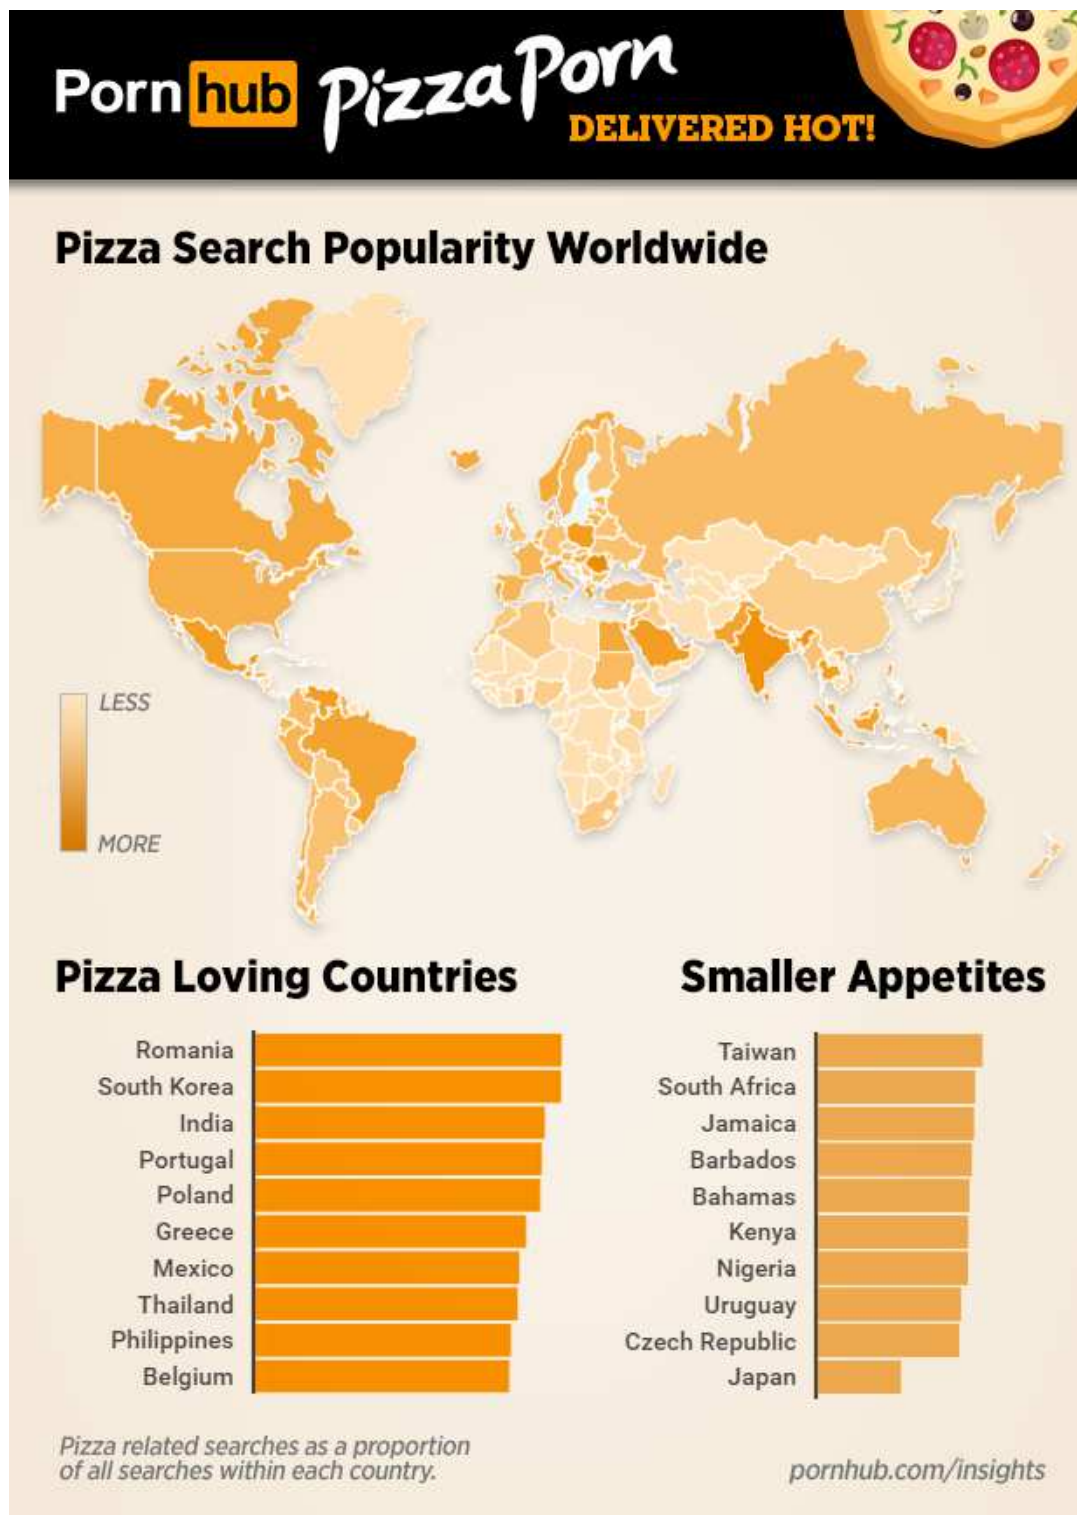 Porn hub Pizza Porn
DELIVERED HOT!
Pizza Search Popularity Worldwide
LESS
MORE
Pizza Loving Countries
Romania
South Korea
India
Portugal
Poland
Greece
Mexico
Thailand
Philippines
Belgium
Smaller Appetites
Taiwan
South Africa
Jamaica
Barbados
Bahamas
Kenya
Nigeria
Uruguay
Czech Republic
Japan
Pizza related searches as a proportion
of all searches within each country.
pornhub.com/insights